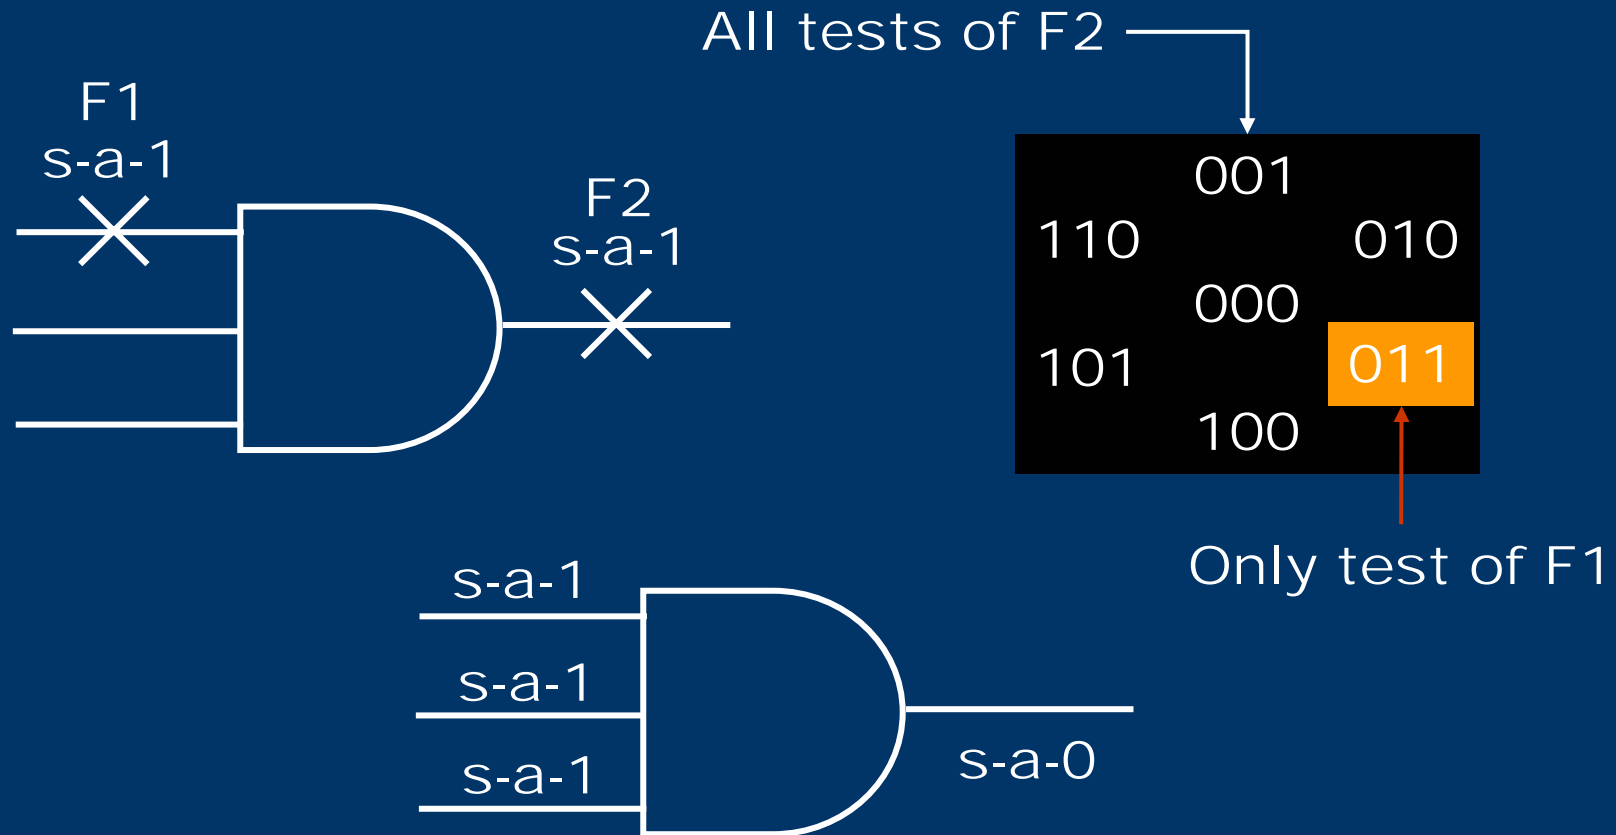 All tests of F2
F1
s-a-1
F2
s-a-1
001
110 010
000
101 011
100
Only test of F1
s-a-1
s-a-1
s-a-1
s-a-0